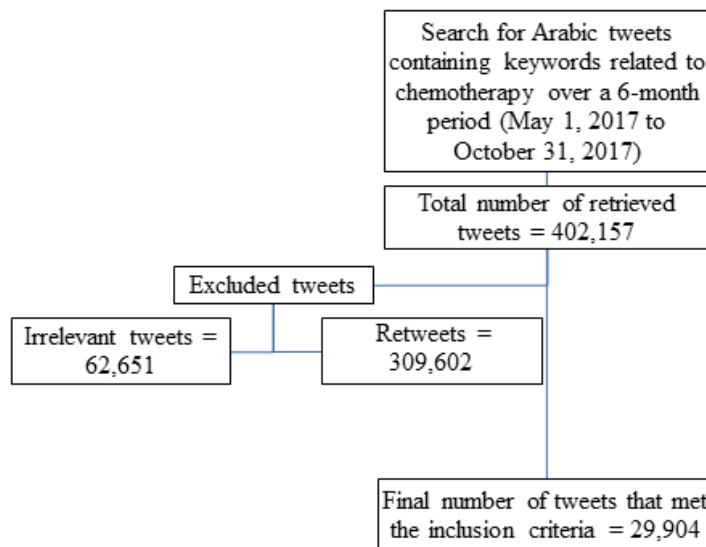 Search for Arabic tweets
containing keywords related to
chemotherapy over a 6-month
period (May 1, 2017 to
October 31, 2017)
Total number of retrieved
tweets = 402,157
Excluded tweets
Irrelevant tweets =
62,651
Retweets =
309,602
Final number of tweets that met
the inclusion criteria = 29,904